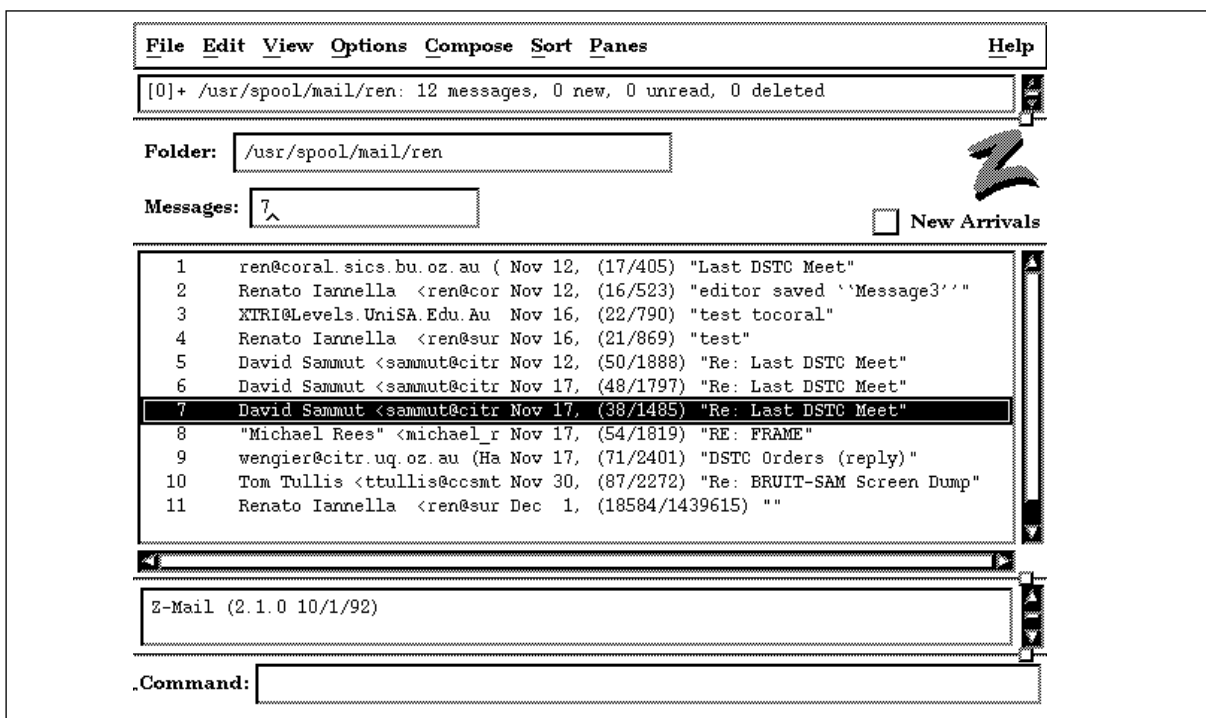 File Edit View Options Compose Sort Panes Help
[0]+ /usr/spool/mail/ren: 12 messages, 0 new, 0 unread, 0 deleted
Folder: /usr/spool/mail/ren
Messages: 7
New Arrivals
1 ren@coral.sics.bu.oz.au ( Nov 12, (17/405) "Last DSTC Meet"
2 Renato Iannella <ren@cor Nov 12, (16/523) "editor saved ``Message3''"
3 XTRI@Levels.UniSA.Edu.Au Nov 16, (22/790) "test tocoral"
4 Renato Iannella <ren@sur Nov 16, (21/869) "test"
5 David Sammut <sammut@citr Nov 12, (50/1888) "Re: Last DSTC Meet"
6 David Sammut <sammut@citr Nov 17, (48/1797) "Re: Last DSTC Meet"
7 David Sammut <sammut@citr Nov 17, (38/1485) "Re: Last DSTC Meet"
8 "Michael Rees" <michael_r Nov 17, (54/1819) "RE: FRAME"
9 wengier@citr.uq.oz.au (Ha Nov 17, (71/2401) "DSTC Orders (reply)"
10 Tom Tullis <ttullis@ccsmt Nov 30, (87/2272) "Re: BRUIT-SAM Screen Dump"
11 Renato Iannella <ren@sur Dec 1, (18584/1439615) ""
Z-Mail (2.1.0 10/1/92)
Command: